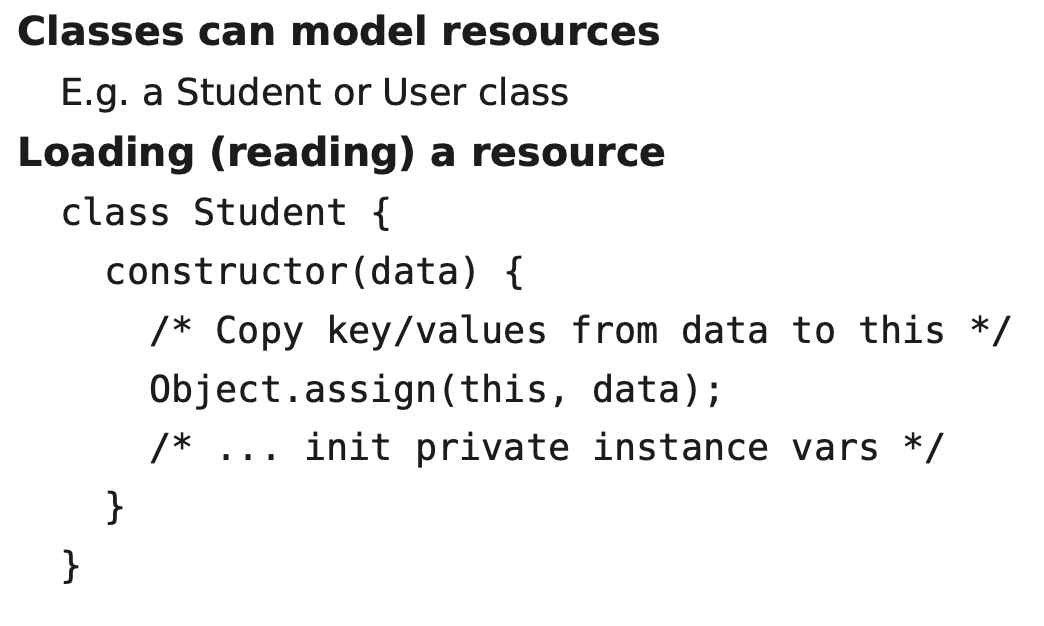 Classes can model resources
E.g. a Student or User class
Loading (reading) a resource
class Student {
constructor(data) {
/* Copy key/values from data to this */
Object.assign(this, data);
/* ... init private instance vars */
}
}